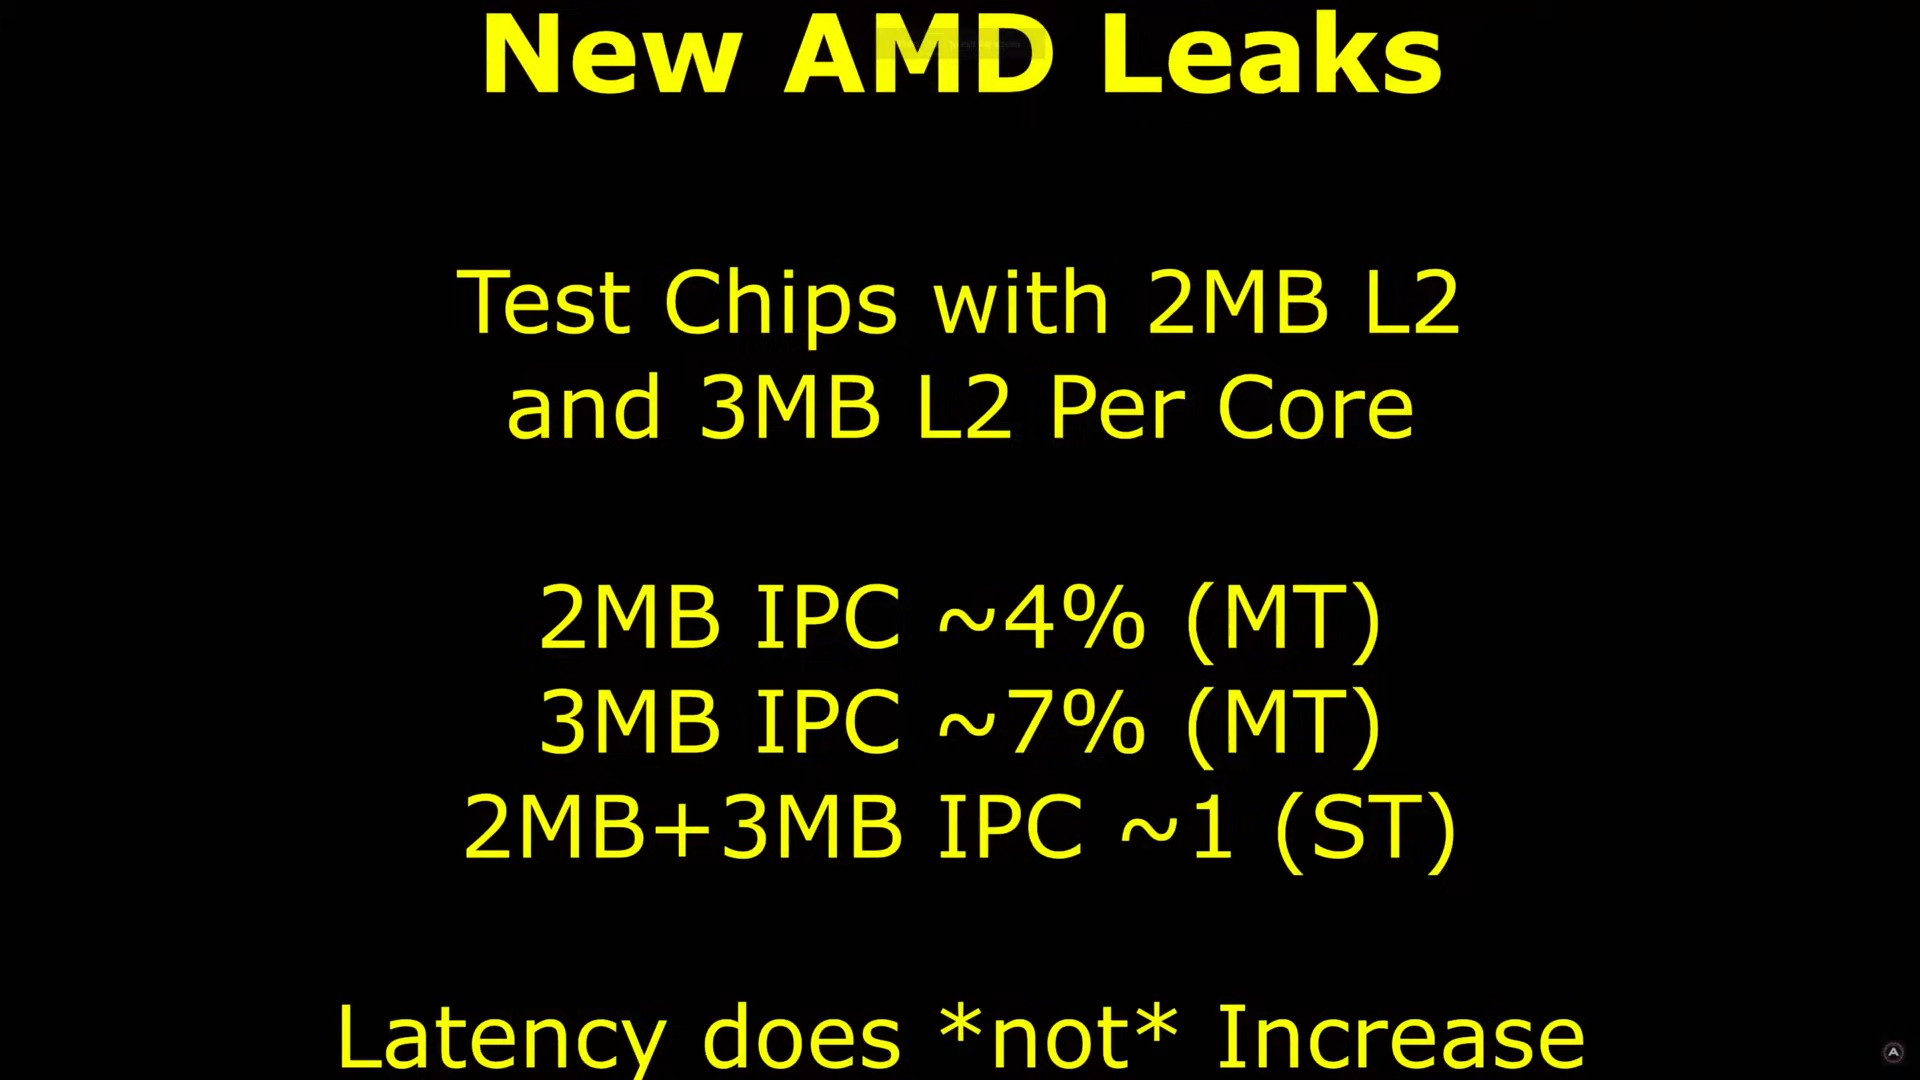 New AMD Leaks
Test Chips with 2MB L2
and 3MB L2 Per Core
2MB IPC ~4% (MT)
3MB IPC ~7% (MT)
2MB+3MB IPC ~1 (ST)
Latency does *not* Increase